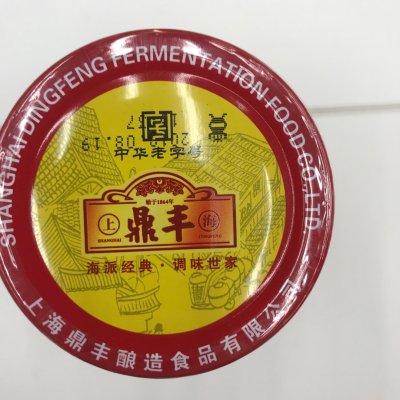 SHANGHAI DINGFENG FERMENTATION FOOD CO., LTD.
中华老字号
始于1864年
上 鼎丰 海
SHANGHAI
海派经典·调味世家
上海鼎丰酿造食品有限公司